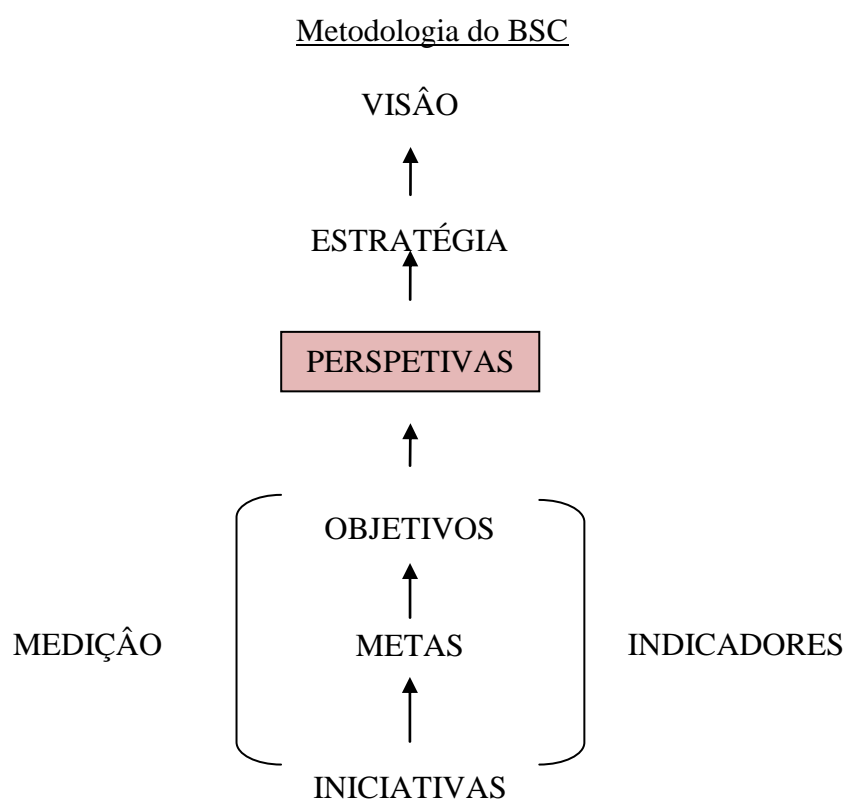 Metodologia do BSC
VISÂO
ESTRATÉGIA
PERSPETIVAS
OBJETIVOS
MEDIÇÂO METAS INDICADORES
INICIATIVAS